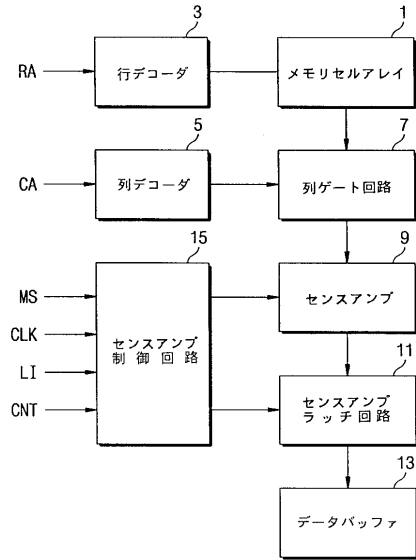 3
1
RA
行デコーダ
メモリセルアレイ
5
7
CA
列デコーダ
列ゲート回路
15
9
MS
CLK
LI
CNT
センスアンプ
制御回路
センスアンプ
11
センスアンプ
ラッチ回路
13
データバッファ